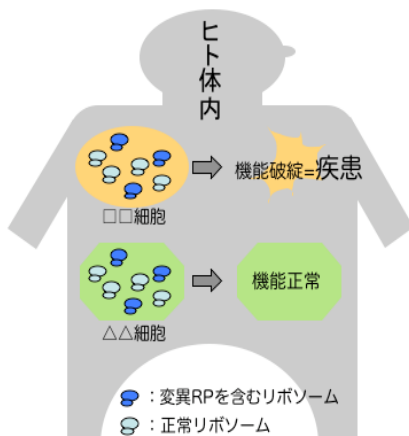 ヒト体内
機能破綻=疾患
□□細胞
機能正常
△△細胞
：変異RPを含むリボソーム
：正常リボソーム